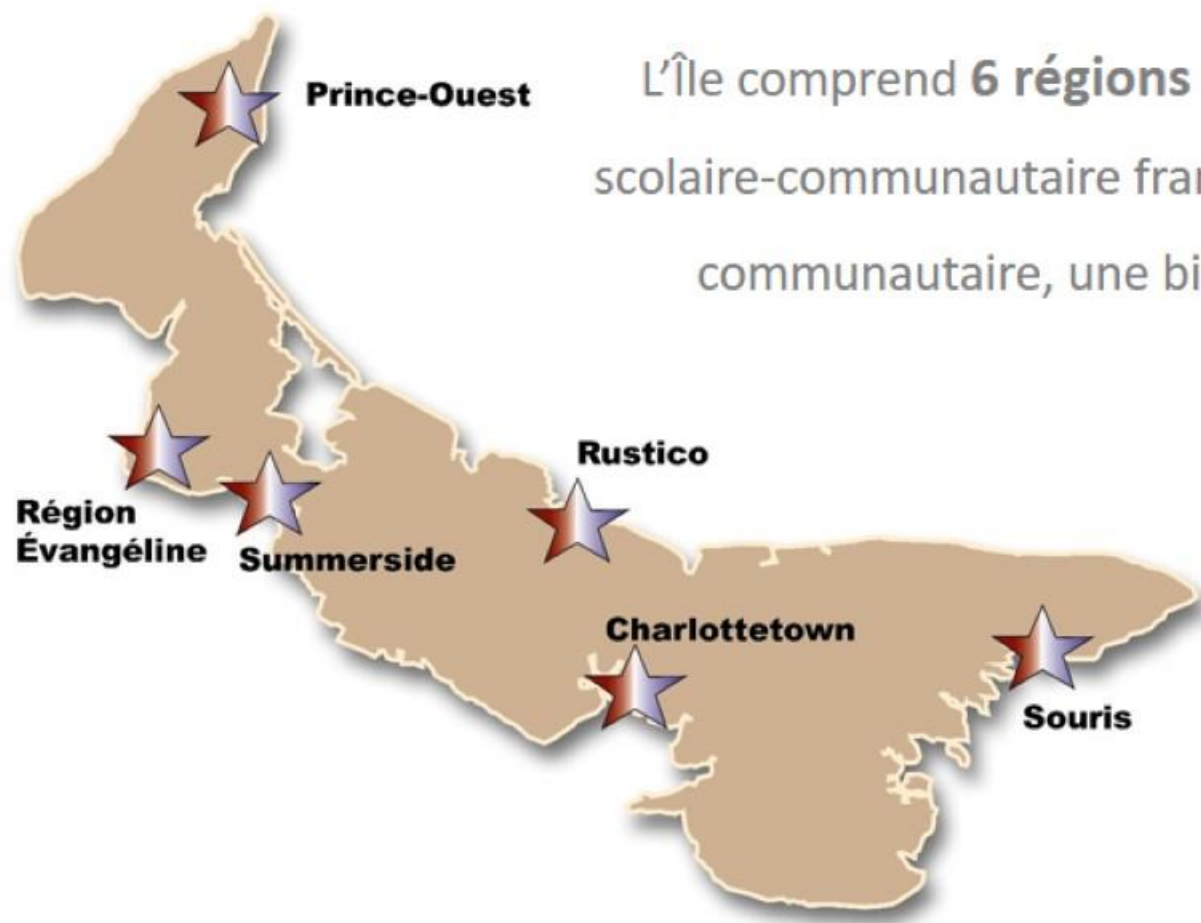 L'Île comprend 6 régions
scolaire-communautaire fran
communautaire, une bi
Prince-Ouest
Rustico
Région
Évangéline
Summerside
Charlottetown
Souris